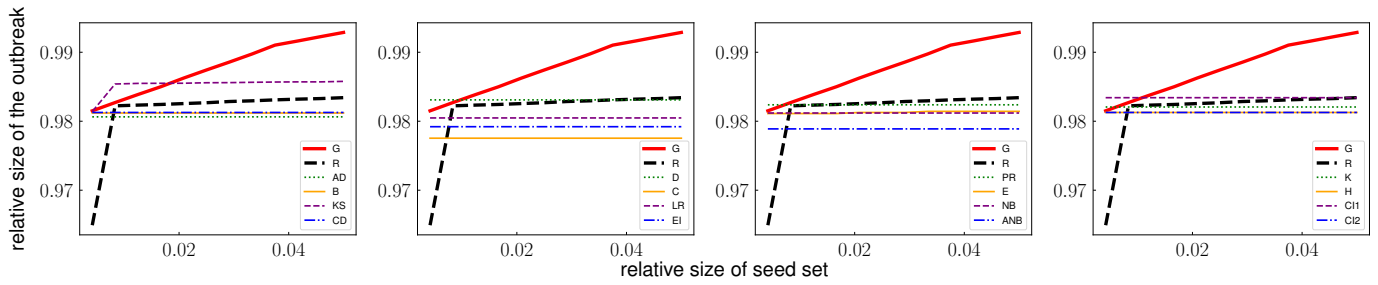 relative size of the outbreak
0.99
0.98
0.97
0.02
0.04
G
R
AD
B
KS
CD
0.99
0.98
0.97
0.02
0.04
G
R
D
C
LR
EI
0.99
0.98
0.97
0.02
0.04
G
R
PR
E
NB
ANB
0.99
0.98
0.97
0.02
0.04
G
R
K
H
CI1
CI2
relative size of seed set